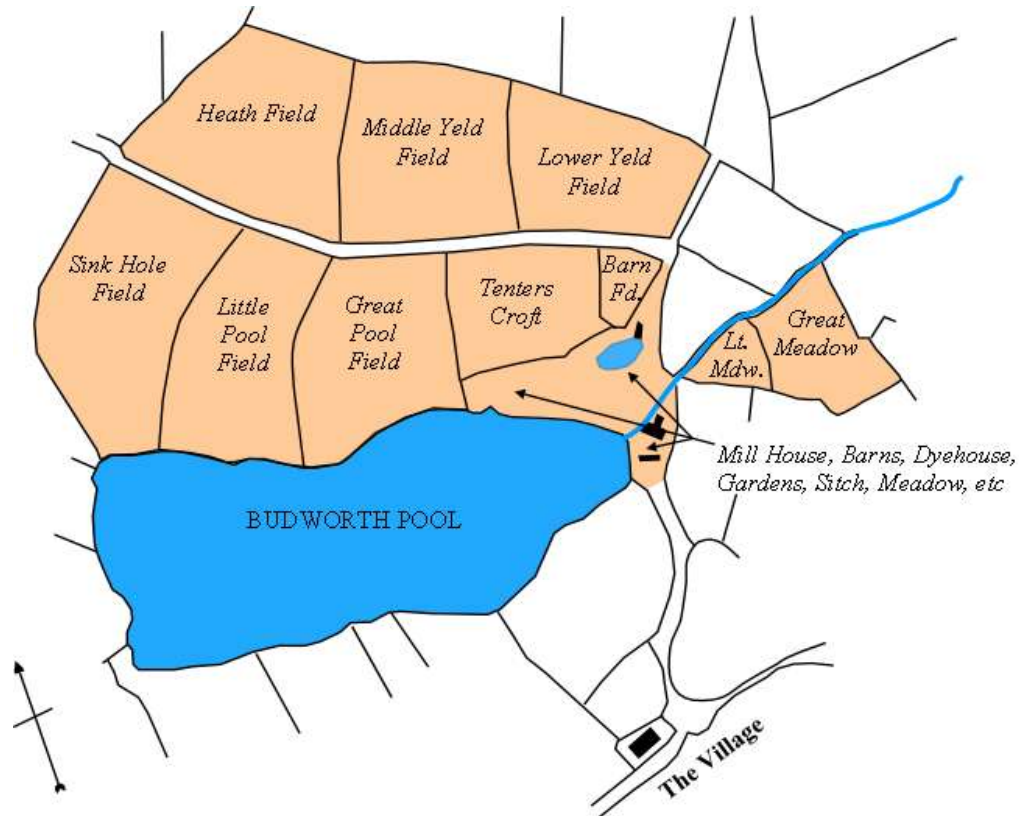 Heath Field
Middle Yeld
Field
Lower Yeld
Field
Sink Hole
Field
Little
Pool
Field
Great
Pool
Field
Tenters
Croft
Barn
Fd.
Lt.
Mdw.
Great
Meadow
Mill House, Barns, Dyehouse,
Gardens, Sitch, Meadow, etc
BUDWORTH POOL
The Village